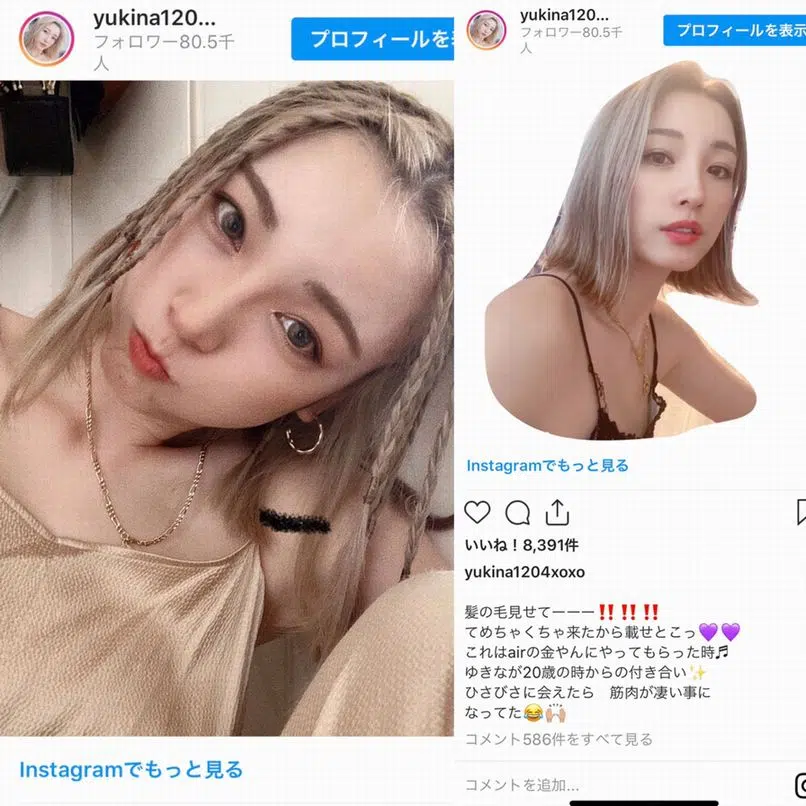 yukina120...
フォロワー80.5千
人
プロフィールを
Instagramでもっと見る
yukina120...
フォロワー80.5千
人
プロフィールを表示
Instagramでもっと見る
いいね！8,391件
yukina1204xoxo
髪の毛見せてーーー‼️‼️‼️
てめちゃくちゃ来たから載せとこっ💜💜
これはairの金やんにやってもらった時🎵
ゆきなが20歳の時からの付き合い✨
ひさびさに会えたら　筋肉が凄い事に
なってた😂🙌🏼
コメント586件をすべて見る
コメントを追加...